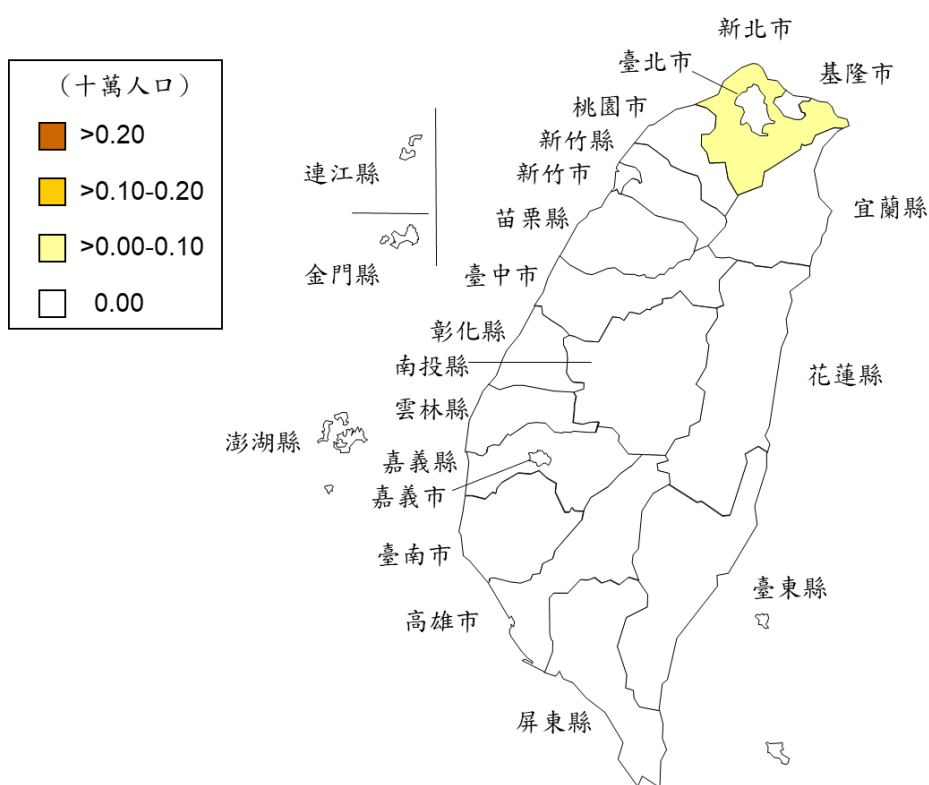 （十萬人口）
>0.20
>0.10-0.20
>0.00-0.10
0.00
新北市
臺北市
基隆市
桃園市
新竹縣
新竹市
苗栗縣
宜蘭縣
連江縣
金門縣
臺中市
彰化縣
南投縣
花蓮縣
雲林縣
澎湖縣
嘉義縣
嘉義市
臺南市
臺東縣
高雄市
屏東縣